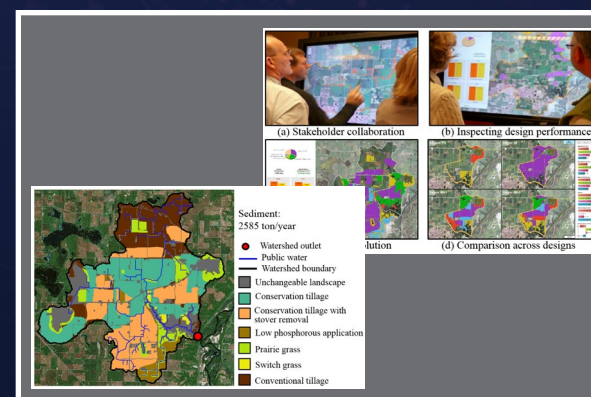 (a) Stakeholder collaboration
(b) Inspecting design performance
olution
(d) Comparison across designs
Sediment:
2585 ton/year
Watershed outlet
Public water
Watershed boundary
Unchangeable landscape
Conservation tillage
Conservation tillage with
stover removal
Low phosphorous application
Prairie grass
Switch grass
Conventional tillage